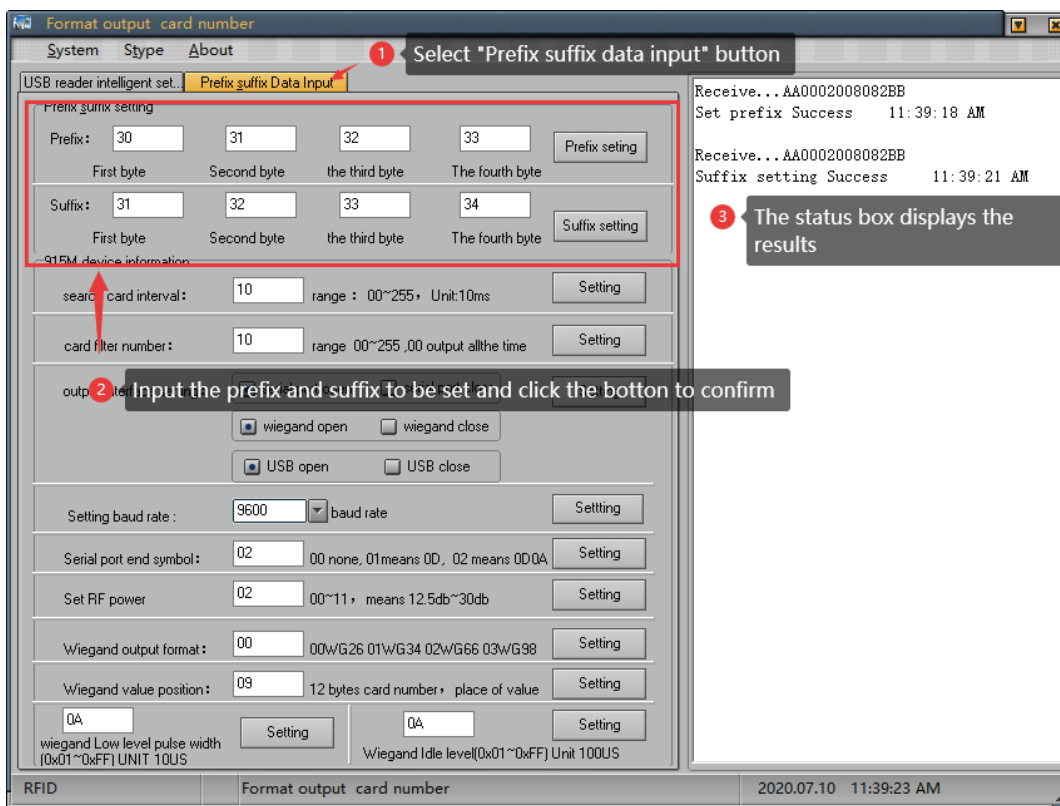 Format output card number
System Stype About
1 Select "Prefix suffix data input" button
USB reader intelligent set... Prefix suffix Data Input
Prefix suffix setting
Prefix: 30 31 32 33 Prefix seting
First byte Second byte the third byte The fourth byte
Suffix: 31 32 33 34 Suffix setting
First byte Second byte the third byte The fourth byte
915M device information
search card interval: 10 range : 00~255, Unit:10ms Setting
card filter number: 10 range 00~255 ,00 output allthe time Setting
2 Input the prefix and suffix to be set and click the botton to confirm
wiegand open wiegand close
USB open USB close
Setting baud rate : 9600 baud rate Settting
Serial port end symbol: 02 00 none, 01means 0D, 02 means 0D0A Setting
Set RF power 02 00~11, means 12.5db~30db Setting
Wiegand output format: 00 00WG26 01WG34 02WG66 03WG98 Setting
Wiegand value position: 09 12 bytes card number, place of value Setting
0A Setting
wiegand Low level pulse width
(0x01~0xFF) UNIT 10US
0A Setting
Wiegand Idle level(0x01~0xFF) Unit 100US
Receive...AA0002008082BB
Set prefix Success 11:39:18 AM
Receive...AA0002008082BB
Suffix setting Success 11:39:21 AM
3 The status box displays the
results
RFID Format output card number 2020.07.10 11:39:23 AM